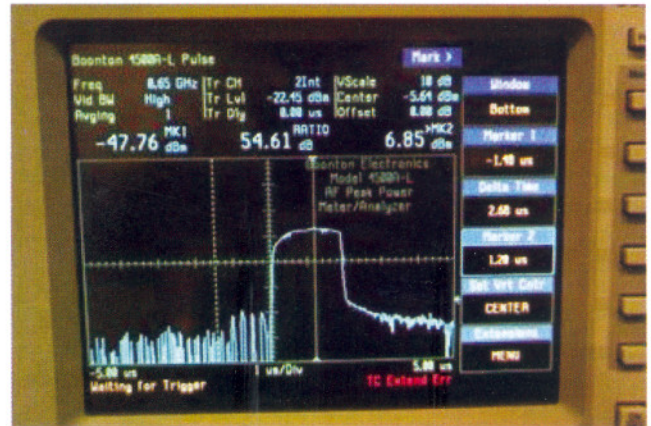 Boonton 4500A-L Pulse
Mark >
Freq 0.65 GHz Tr CH 2Int VScale 10 dB
Vid BW High Tr Lvl -22.45 dBm Center -5.64 dBm
Avging 1 Tr Dly 0.00 us Offset 0.00 dB
MK1 RATIO >MK2
-47.76 dBm 54.61 dB 6.85 dBm
Boonton Electronics
Model 4500A-L
RF Peak Power
Meter/Analyzer
-5.00 us 1 us/Div 5.00 us
Waiting for Trigger TC Extend Err
Window
Bottom
Marker 1
-1.40 us
Delta Time
2.60 us
Marker 2
1.20 us
Set Vrt Cntr
CENTER
Extensions
MENU